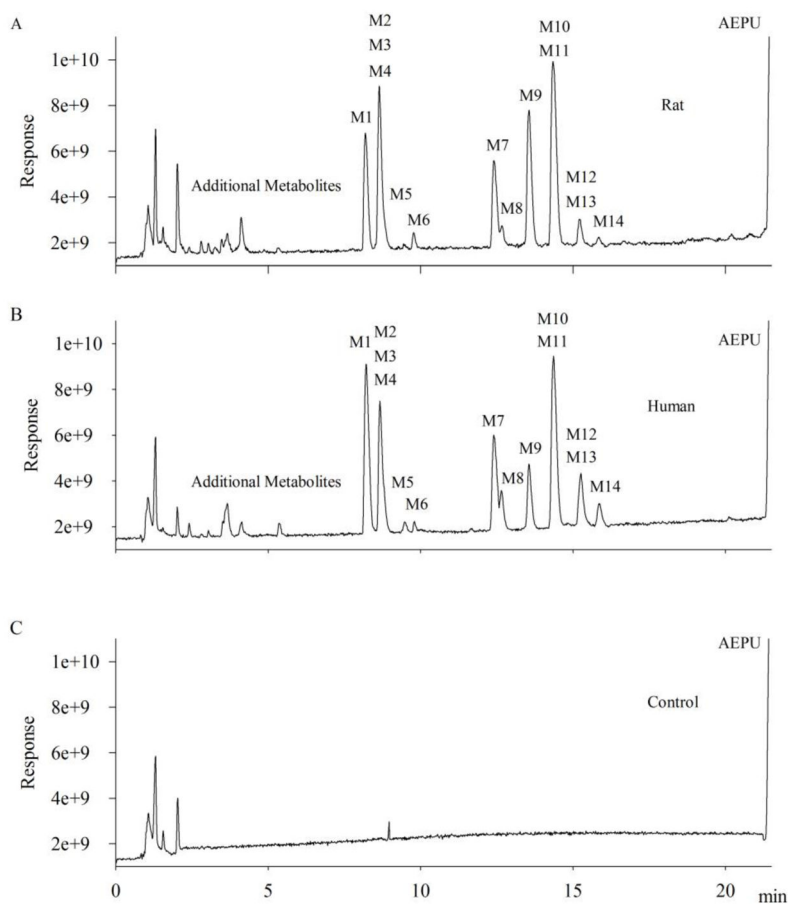 A
M2
M10
AEPU
M3
M11
1e+10
M4
M9
Rat
8e+9
M1
M7
6e+9
Response
Additional Metabolites
M5
M12
4e+9
M6
M8
M13
M14
2e+9
B
M2
M10
AEPU
1e+10
M1
M3
M11
M4
8e+9
Human
M7
M12
6e+9
Response
Additional Metabolites
M5
M9
M13
4e+9
M6
M8
M14
2e+9
C
AEPU
1e+10
Control
8e+9
6e+9
Response
4e+9
2e+9
0 5 10 15 20 min